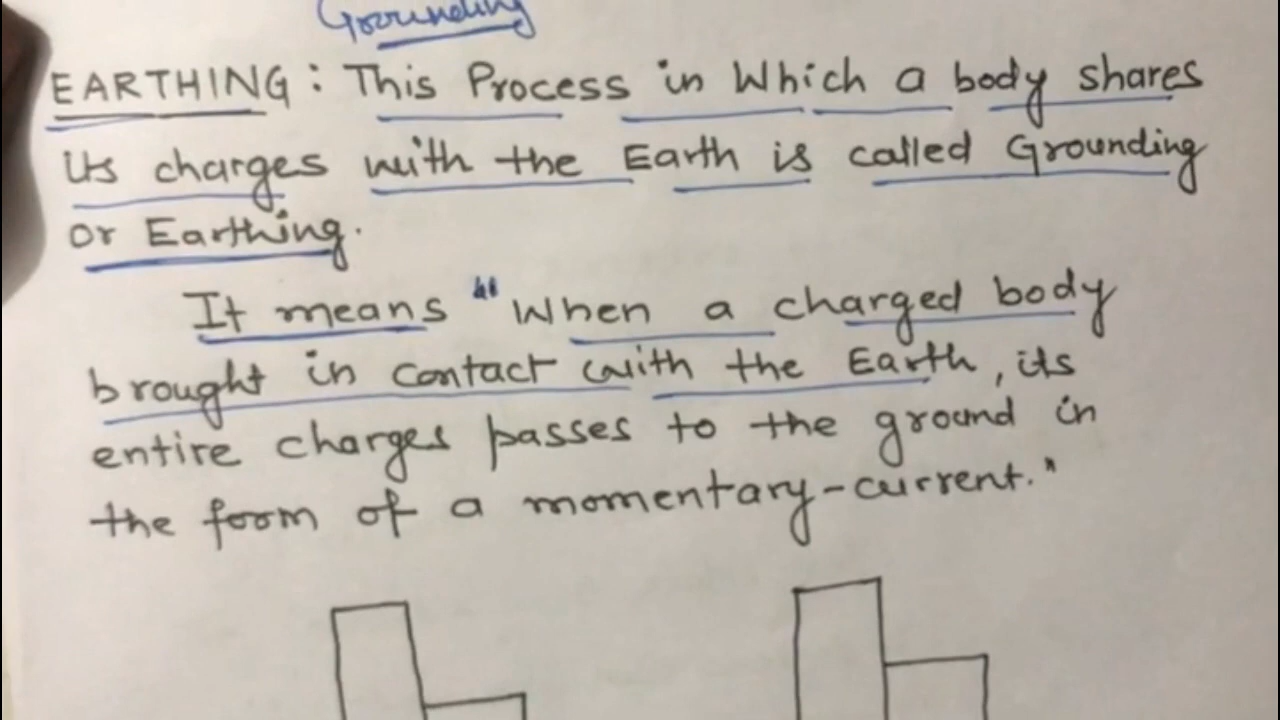 Grounding
EARTHING : This Process in Which a body shares
its charges with the Earth is called Grounding
or Earthing.
It means "When a charged body
brought in contact with the Earth, its
entire charges passes to the ground in
the form of a momentary-current."